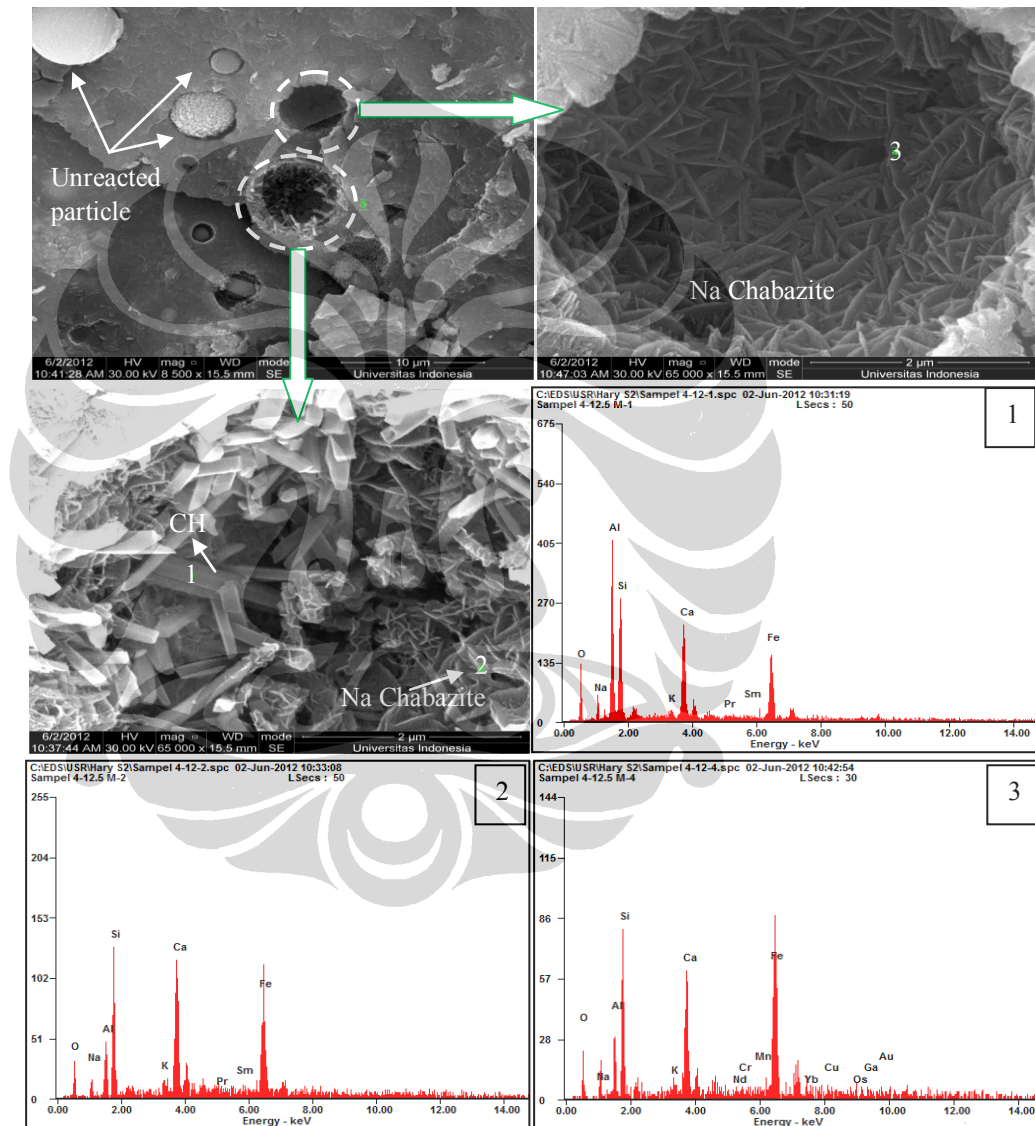 Unreacted
particle
6/2/2012 HV mag WD mode 10 µm
10:41:28 AM 30.00 kV 8 500 x 15.5 mm SE Universitas Indonesia
3
Na Chabazite
6/2/2012 HV mag WD mode 2 µm
10:47:03 AM 30.00 kV 65 000 x 15.5 mm SE Universitas Indonesia
CH
1
2
Na Chabazite
6/2/2012 HV mag WD mode 2 µm
10:37:44 AM 30.00 kV 65 000 x 15.5 mm SE Universitas Indonesia
C:\EDS\USR\Hary S2\Sampel 4-12-1.spc 02-Jun-2012 10:31:19
Sampel 4-12.5 M-1 LSecs : 50
1
675
540
405
270
135
0
O Na Al Si K Ca Pr Sm Fe
0.00 2.00 4.00 6.00 8.00 10.00 12.00 14.00
Energy - keV
C:\EDS\USR\Hary S2\Sampel 4-12-2.spc 02-Jun-2012 10:33:08
Sampel 4-12.5 M-2 LSecs : 50
2
255
204
153
102
51
0
O Na Al Si K Ca Pr Sm Fe
0.00 2.00 4.00 6.00 8.00 10.00 12.00 14.00
Energy - keV
C:\EDS\USR\Hary S2\Sampel 4-12-4.spc 02-Jun-2012 10:42:54
Sampel 4-12.5 M-4 LSecs : 30
3
144
115
86
57
28
0
O Na Al Si K Ca Nd Cr Mn Fe Yb Cu Os Ga Au
0.00 2.00 4.00 6.00 8.00 10.00 12.00 14.00
Energy - keV